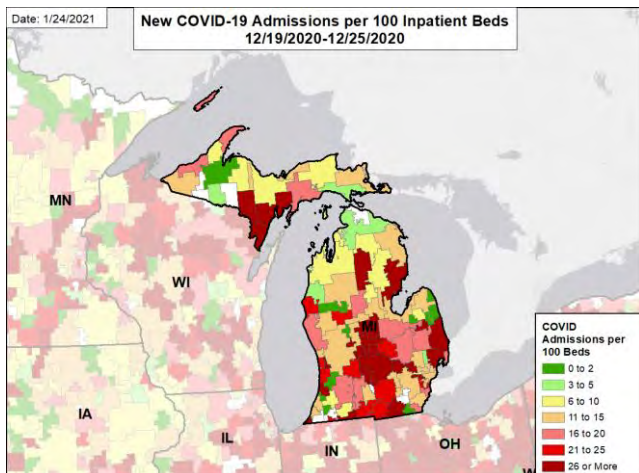 Date: 1/24/2021
New COVID-19 Admissions per 100 Inpatient Beds
12/19/2020-12/25/2020
MN
WI
MI
IA
IL
IN
OH
COVID
Admissions per
100 Beds
0 to 2
3 to 5
6 to 10
11 to 15
16 to 20
21 to 25
26 or More